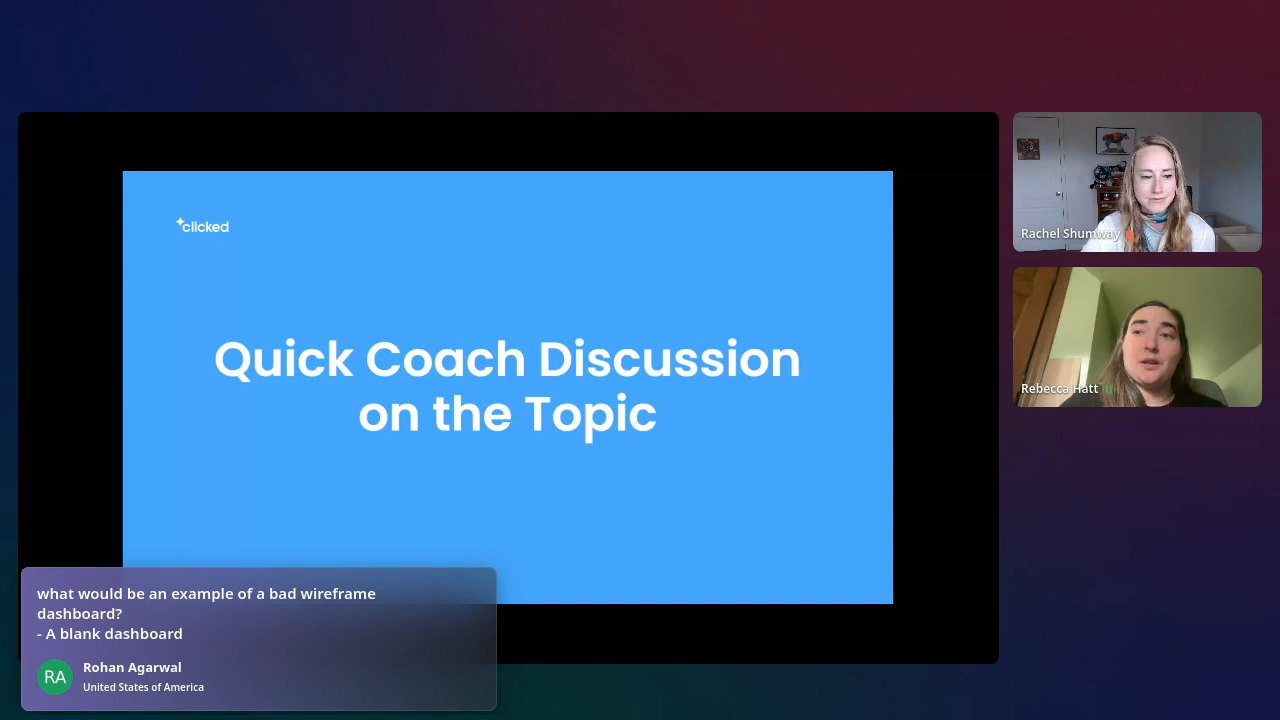 clicked
Quick Coach Discussion
on the Topic
Rachel Shumway
Rebecca Hatt
what would be an example of a bad wireframe
dashboard?
- A blank dashboard
RA
Rohan Agarwal
United States of America